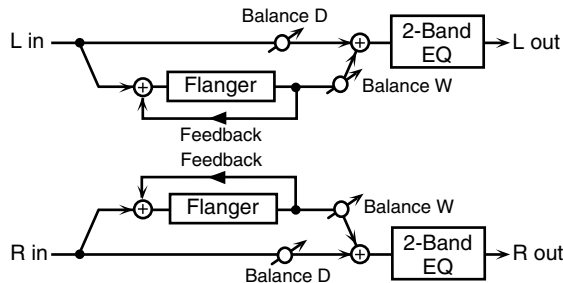 Balance D
L in
2-Band
EQ
L out
Flanger
Balance W
Feedback
Feedback
Flanger
Balance W
R in
2-Band
EQ
R out
Balance D